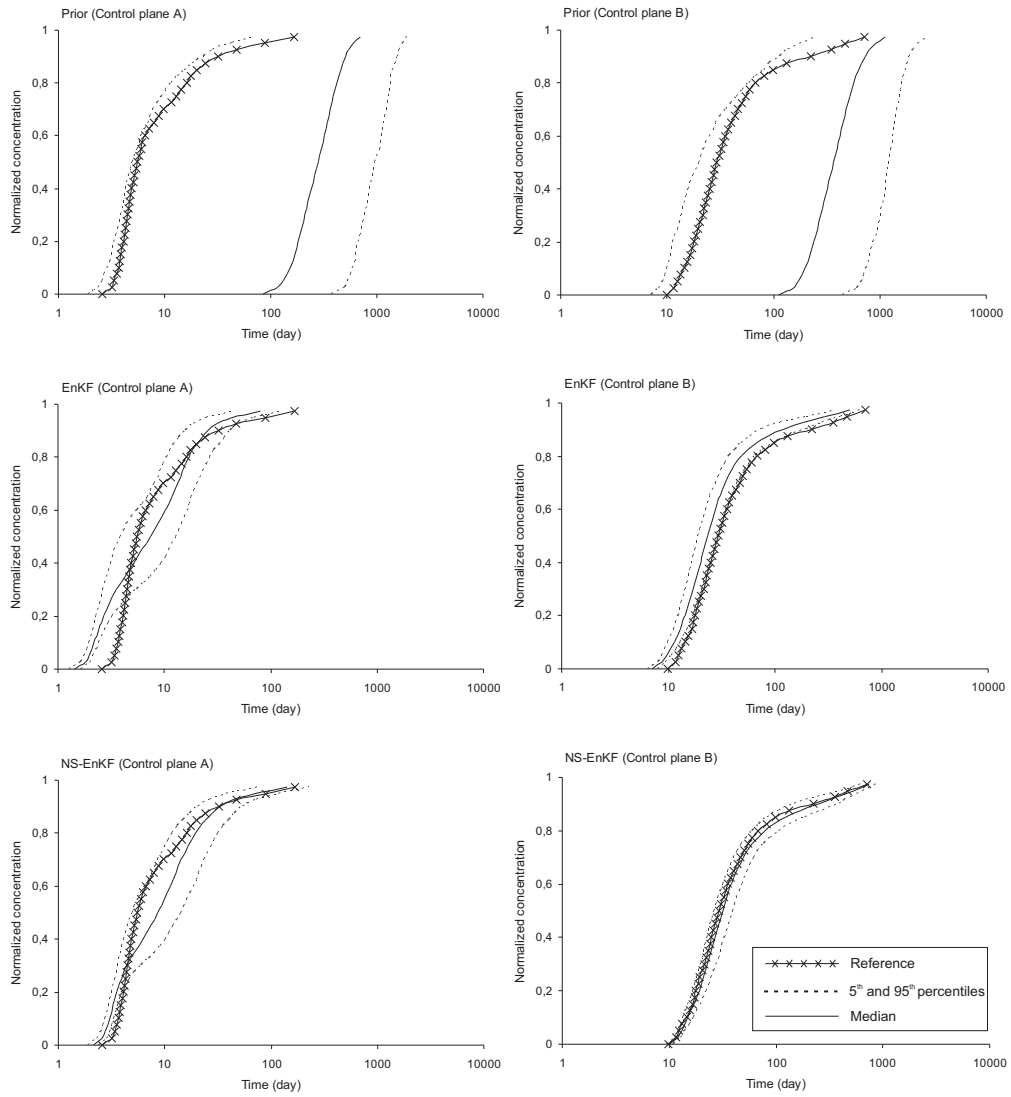 Prior (Control plane A)
Normalized concentration
1
0,8
0,6
0,4
0,2
0
1 10 100 1000 10000
Time (day)
Prior (Control plane B)
Normalized concentration
1
0,8
0,6
0,4
0,2
0
1 10 100 1000 10000
Time (day)
EnKF (Control plane A)
Normalized concentration
1
0,8
0,6
0,4
0,2
0
1 10 100 1000 10000
Time (day)
EnKF (Control plane B)
Normalized concentration
1
0,8
0,6
0,4
0,2
0
1 10 100 1000 10000
Time (day)
NS-EnKF (Control plane A)
Normalized concentration
1
0,8
0,6
0,4
0,2
0
1 10 100 1000 10000
Time (day)
NS-EnKF (Control plane B)
Normalized concentration
1
0,8
0,6
0,4
0,2
0
1 10 100 1000 10000
Time (day)
Reference
5th and 95th percentiles
Median